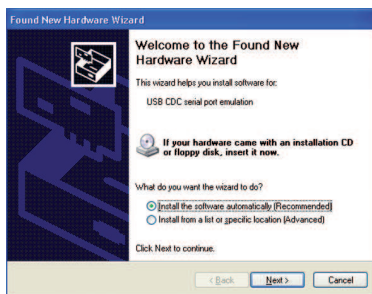 Found New Hardware Wizard
Welcome to the Found New
Hardware Wizard
This wizard helps you install software for:
USB CDC serial port emulation
If your hardware came with an installation CD
or floppy disk, insert it now.
What do you want the wizard to do?
Install the software automatically (Recommended)
Install from a list or specific location (Advanced)
Click Next to continue.
< Back
Next >
Cancel